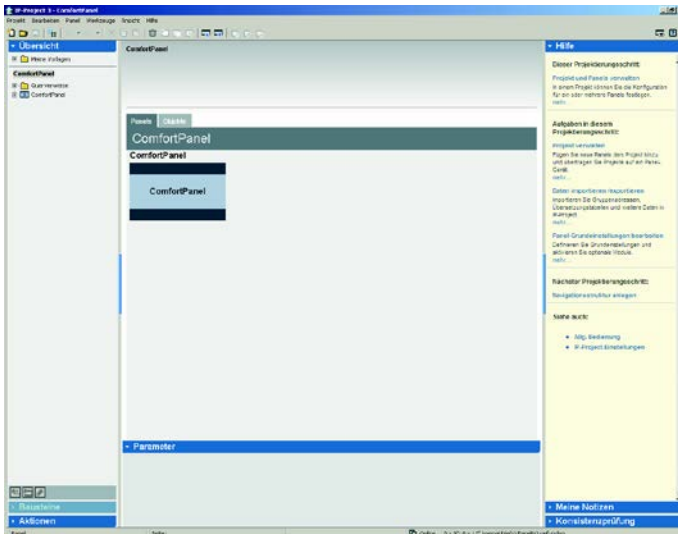 IP-Project 3 - ComfortPanel
Projekt Bearbeiten Panel Werkzeuge Ansicht Hilfe
Übersicht
Meine Vorlagen
ComfortPanel
Querverweise
ComfortPanel
Bausteine
Aktionen
ComfortPanel
Panels Objekte
ComfortPanel
ComfortPanel
ComfortPanel
Parameter
Hilfe
Dieser Projektierungsschritt:
Projekt und Panels verwalten
In einem Projekt können Sie die Konfiguration
für ein oder mehrere Panels festlegen.
mehr...
Aufgaben in diesem
Projektierungsschritt:
Projekt verwalten
Fügen Sie neue Panels dem Projekt hinzu
und übertragen Sie Projekte auf ein Panel-
Gerät.
mehr...
Daten importieren/exportieren
Importieren Sie Gruppenadressen,
Übersetzungstabellen und weitere Daten in
IP-Project.
mehr...
Panel-Grundeinstellungen bearbeiten
Definieren Sie Grundeinstellungen und
aktivieren Sie optionale Module.
mehr...
Nächster Projektierungsschritt:
Navigationsstruktur anlegen
Siehe auch:
Allg. Bedienung
IP-Project Einstellungen
Meine Notizen
Konsistenzprüfung
Panel
Online